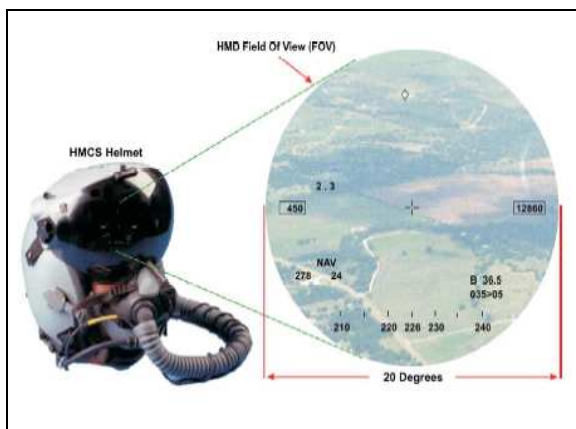 HMD Field Of View (FOV)
HMCS Helmet
2 . 3
450
12860
NAV
278 24
B 36.5
035>05
210 220 226 230 240
20 Degrees